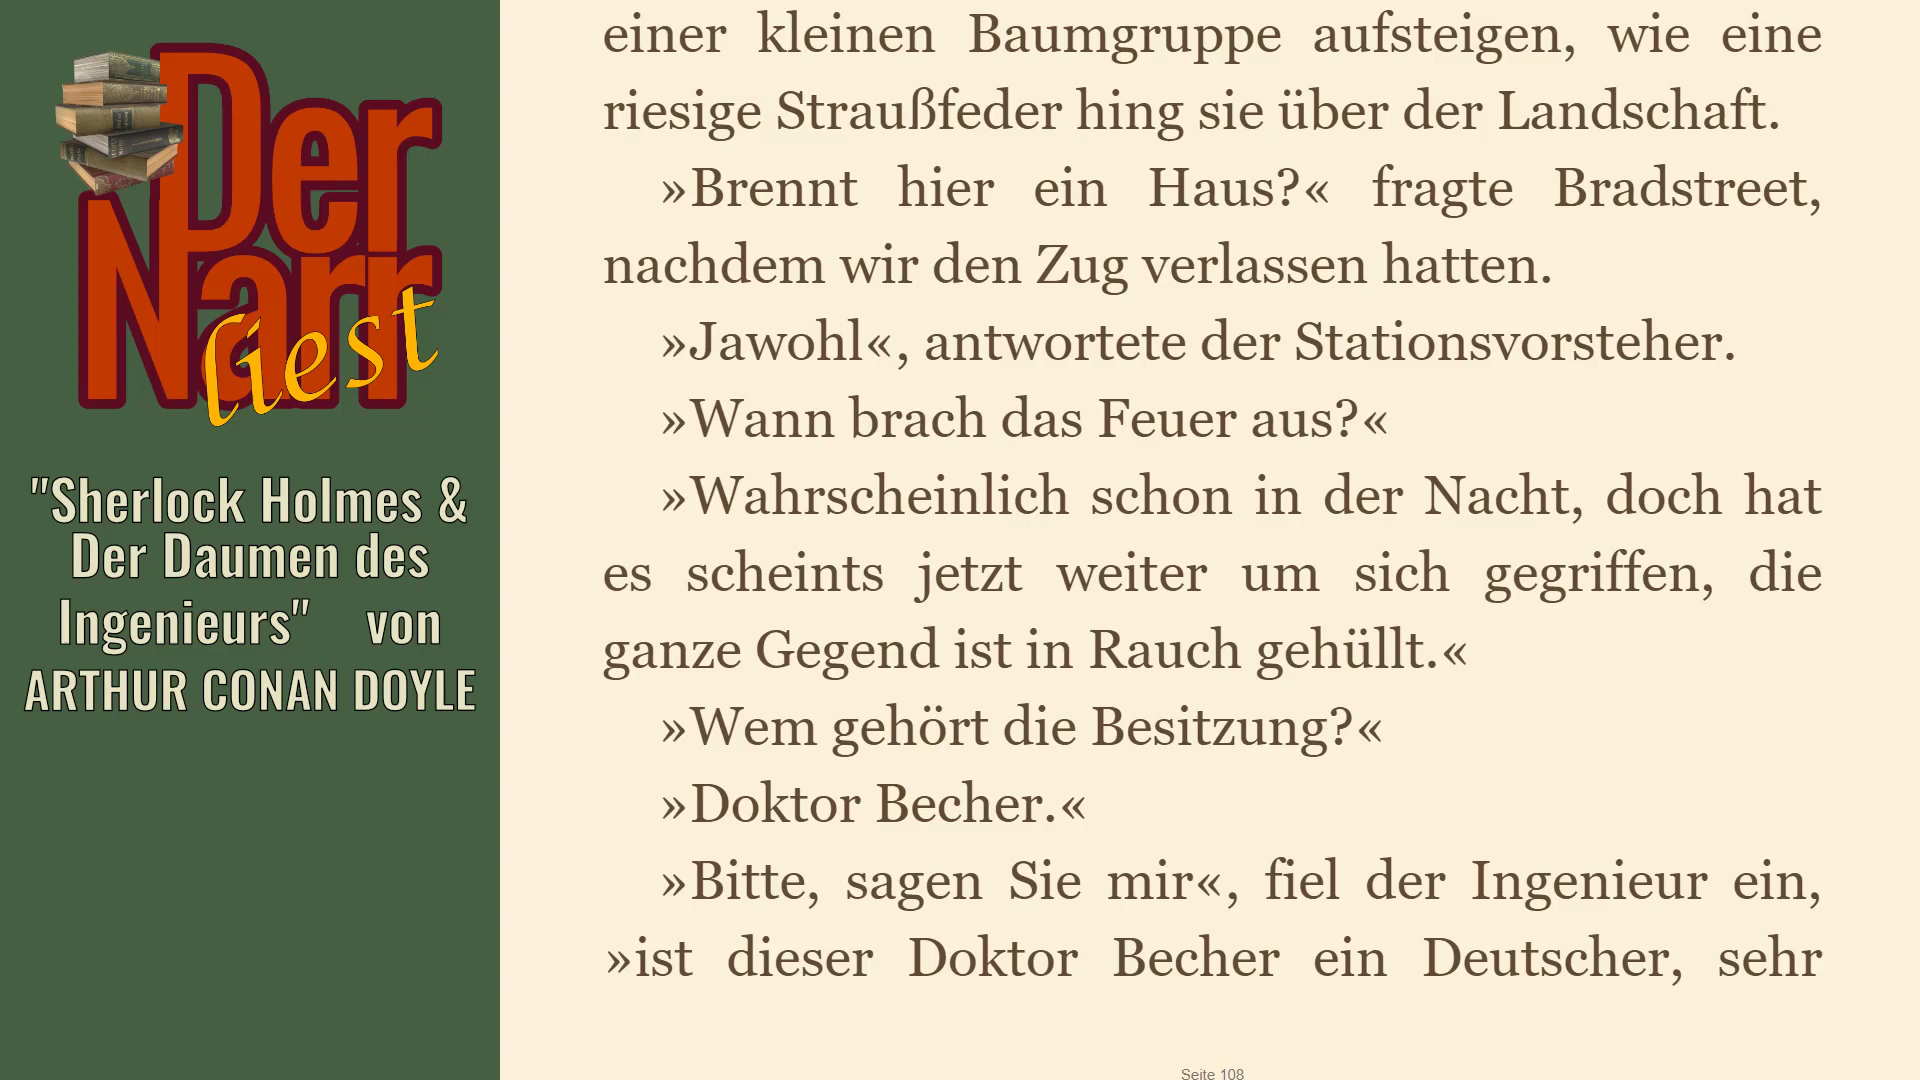 Der
Narr
liest
"Sherlock Holmes &
Der Daumen des
Ingenieurs" von
ARTHUR CONAN DOYLE
einer kleinen Baumgruppe aufsteigen, wie eine
riesige Straußfeder hing sie über der Landschaft.
»Brennt hier ein Haus?« fragte Bradstreet,
nachdem wir den Zug verlassen hatten.
»Jawohl«, antwortete der Stationsvorsteher.
»Wann brach das Feuer aus?«
»Wahrscheinlich schon in der Nacht, doch hat
es scheints jetzt weiter um sich gegriffen, die
ganze Gegend ist in Rauch gehüllt.«
»Wem gehört die Besitzung?«
»Doktor Becher.«
»Bitte, sagen Sie mir«, fiel der Ingenieur ein,
»ist dieser Doktor Becher ein Deutscher, sehr
Seite 108